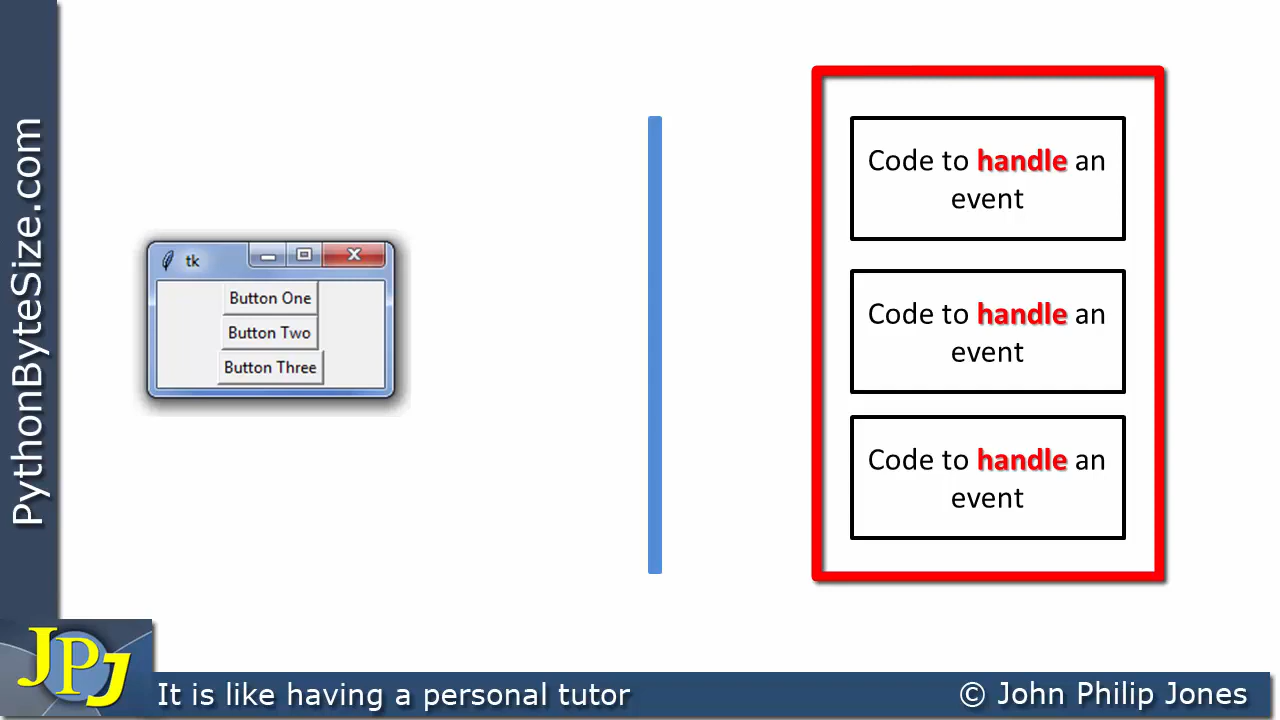 PythonByteSize.com
tk
Button One
Button Two
Button Three
Code to handle an
event
Code to handle an
event
Code to handle an
event
JPJ
It is like having a personal tutor
© John Philip Jones